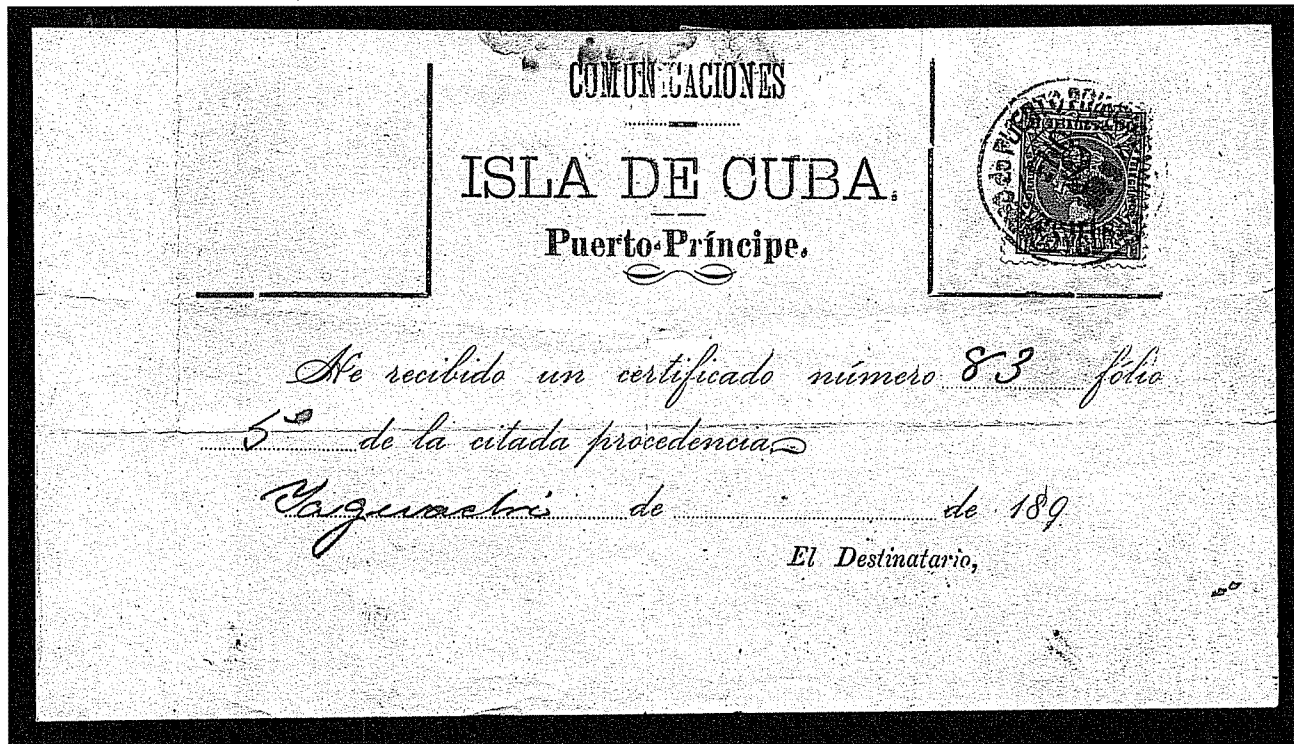 COMUNICACIONES
ISLA DE CUBA.
Puerto-Príncipe.
He recibido un certificado número 83 fólio
5º de la citada procedencia
Yaguachi de de 189
El Destinatario,